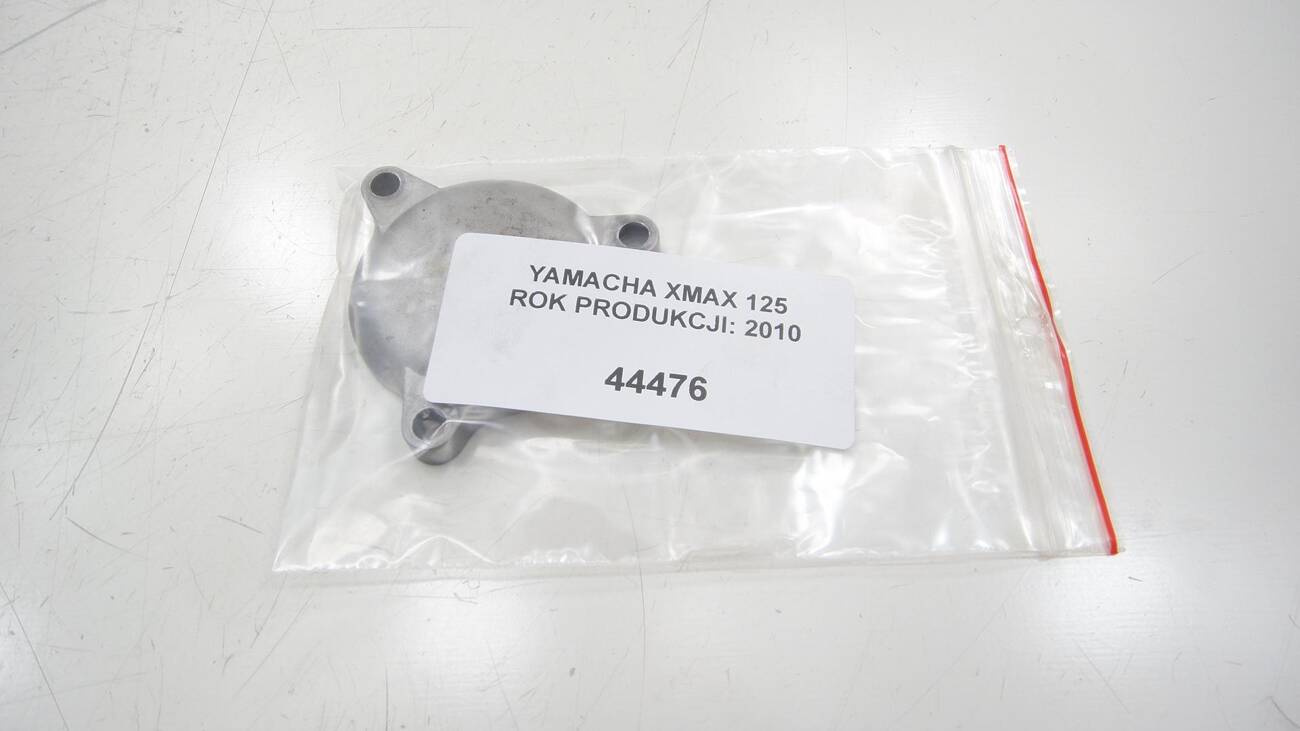 YAMACHA XMAX 125
ROK PRODUKCJI: 2010
44476